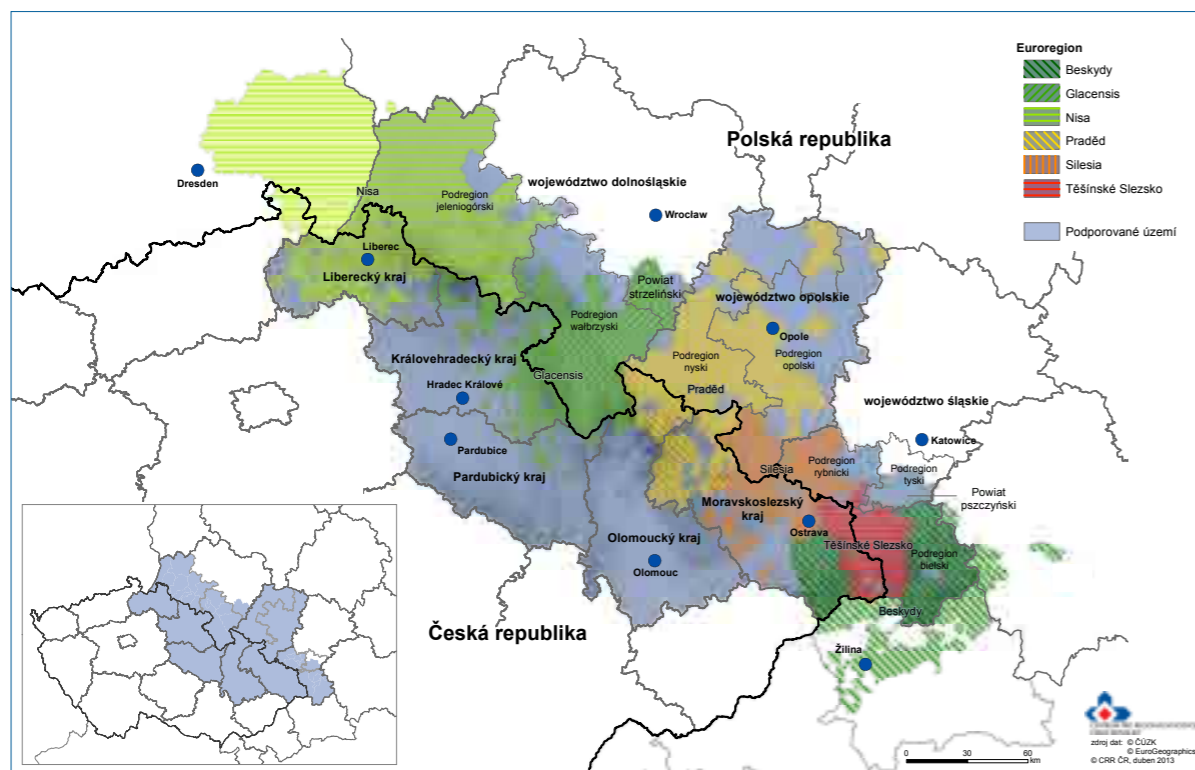 Euroregion
Beskydy
Glacensis
Nisa
Praděd
Silesia
Těšínské Slezsko
Podporované území
Polská republika
Dresden
Nisa
Podregion
jeleniogórski
województwo dolnośląskie
Wrocław
Liberec
Liberecký kraj
Powiat
strzeliński
województwo opolskie
Podregion
wałbrzyski
Opole
Podregion
opolski
Podregion
nyski
Praděd
Královehradecký kraj
Glacensis
Hradec Králové
województwo śląskie
Katowice
Pardubice
Pardubický kraj
Silesia
Podregion
rybnicki
Podregion
tyski
Powiat
pszczyński
Moravskoslezský
kraj
Ostrava
Olomoucký kraj
Olomouc
Těšínské Slezsko
Podregion
bielski
Beskydy
Česká republika
Žilina
zdroj dat: © ČÚZK
© EuroGeographics
© CRR ČR, duben 2013
0 30 60
km